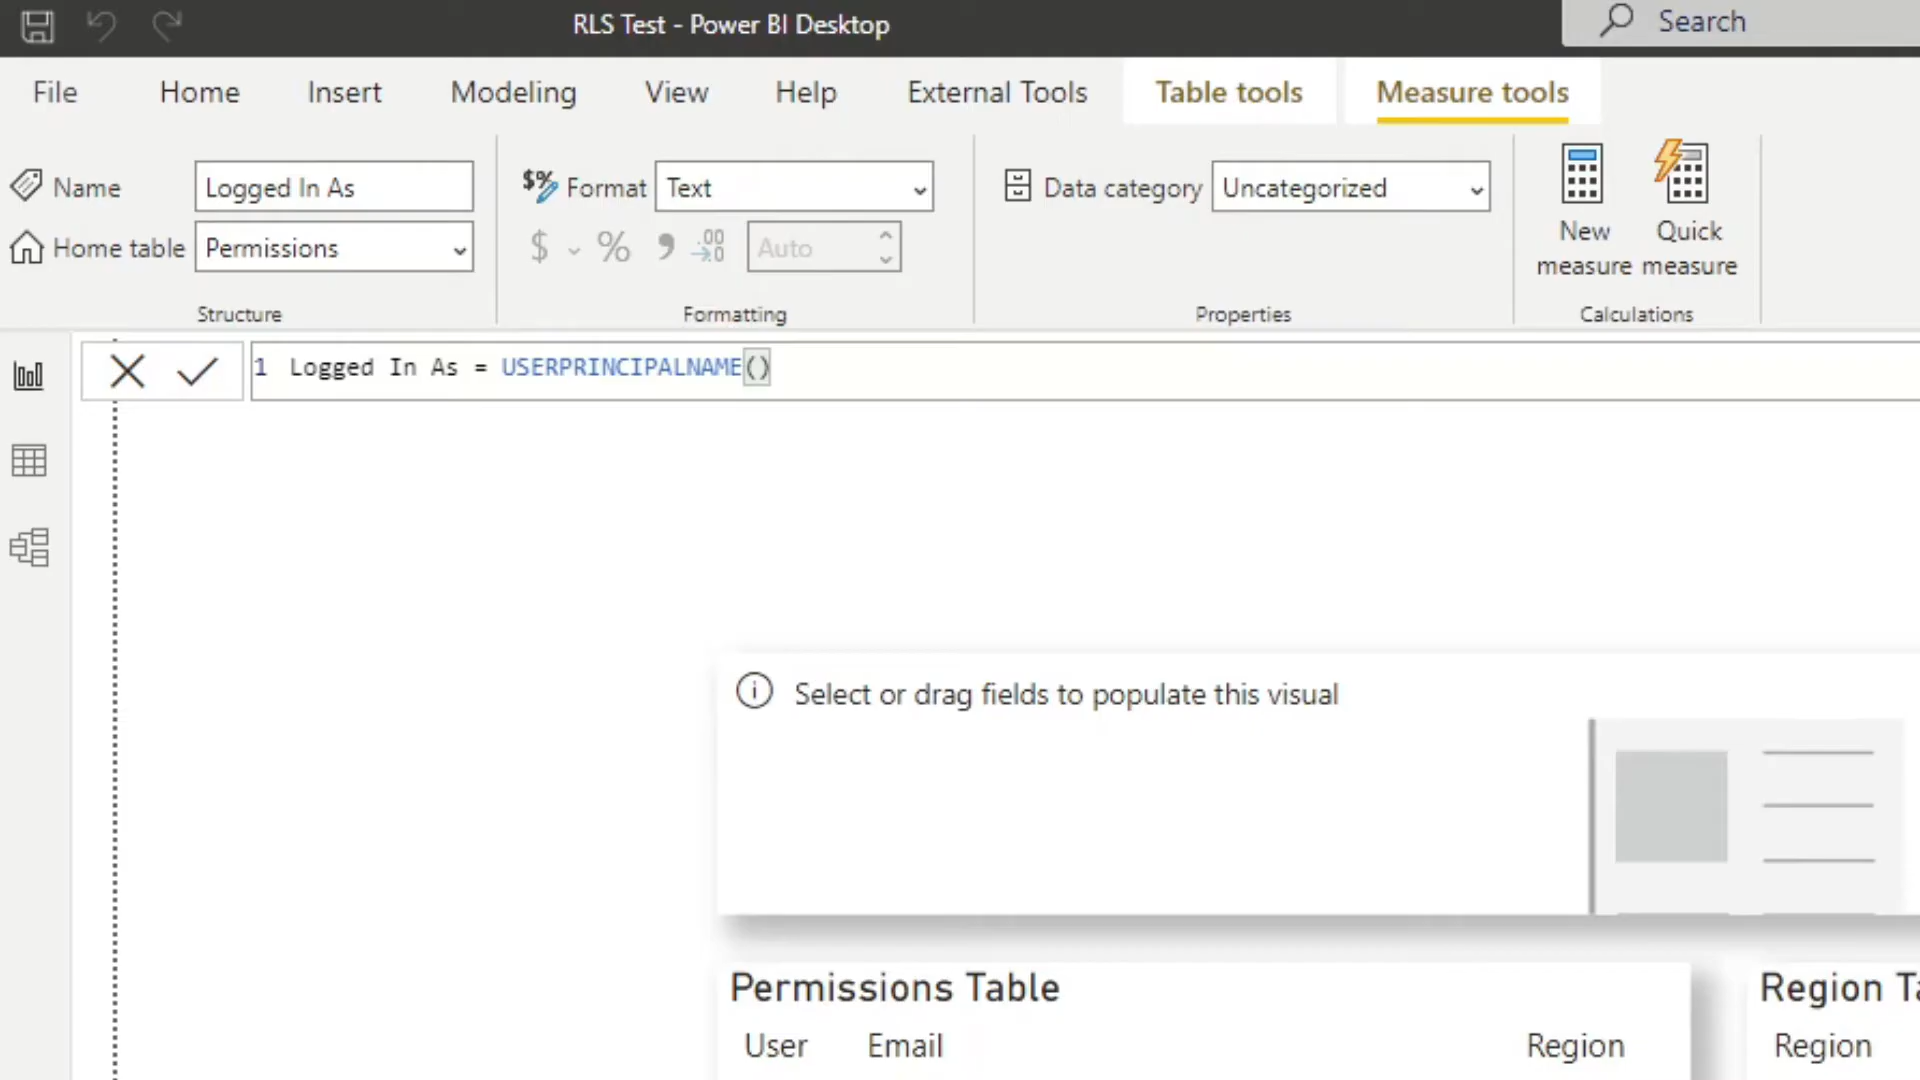 RLS Test - Power BI Desktop
Search
File Home Insert Modeling View Help External Tools Table tools Measure tools
Name Logged In As $% Format Text Data category Uncategorized
Home table Permissions $ % , .00 →.0 Auto
New measure
Quick measure
Structure Formatting Properties Calculations
1 Logged In As = USERPRINCIPALNAME()
Select or drag fields to populate this visual
Permissions Table
User Email Region
Region Ta
Region